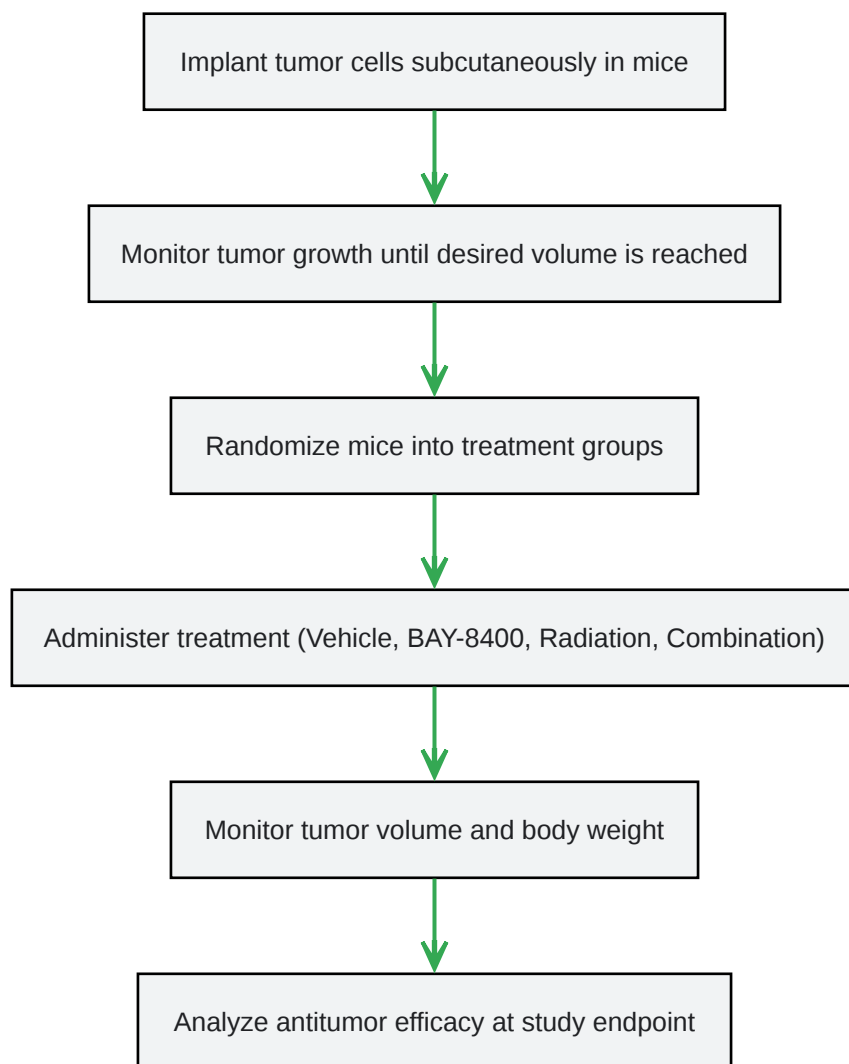 Implant tumor cells subcutaneously in mice
Monitor tumor growth until desired volume is reached
Randomize mice into treatment groups
Administer treatment (Vehicle, BAY-8400, Radiation, Combination)
Monitor tumor volume and body weight
Analyze antitumor efficacy at study endpoint